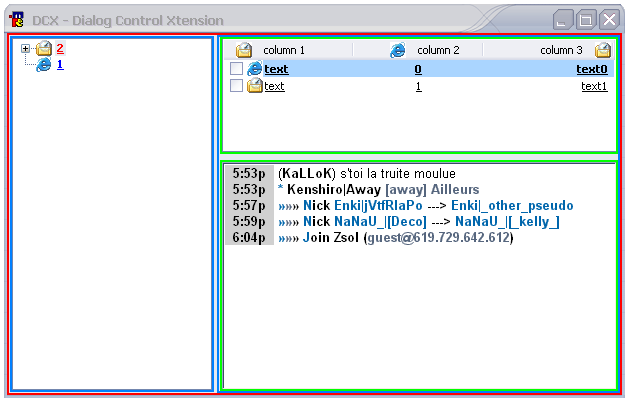 DCX - Dialog Control Xtension
2
1
column 1 column 2 column 3
text 0 text0
text 1 text1
5:53p (KaLLoK) s'toi la truite moulue
5:53p * Kenshiro|Away [away] Ailleurs
5:57p »»» Nick Enki|jVtfRlaPo ---> Enki|_other_pseudo
5:59p »»» Nick NaNaU_|[Deco] ---> NaNaU_|[_kelly_]
6:04p »»» Join Zsol (guest@619.729.642.612)